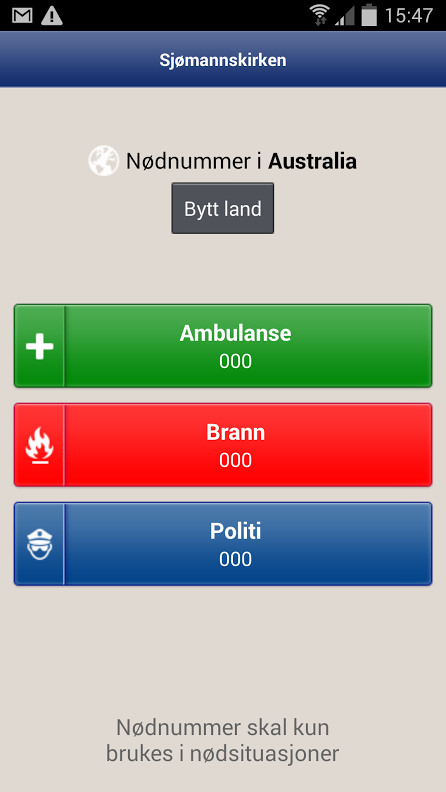 15:47
Sjømannskirken
Nødnummer i Australia
Bytt land
Ambulanse
000
Brann
000
Politi
000
Nødnummer skal kun
brukes i nødsituasjoner